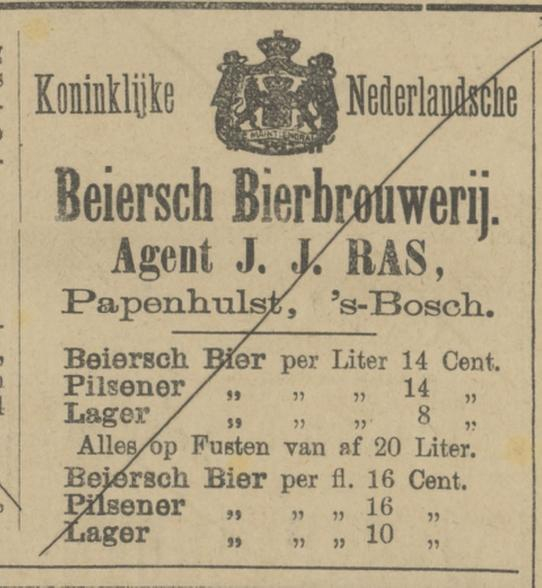 Koninklijke Nederlandsche
Beiersch Bierbrouwerij.
Agent J. J. RAS,
Papenhulst, 's-Bosch.
Beiersch Bier per Liter 14 Cent.
Pilsener „ „ „ 14 „
Lager „ „ „ 8 „
Alles op Fusten van af 20 Liter.
Beiersch Bier per fl. 16 Cent.
Pilsener „ „ „ 16 „
Lager „ „ „ 10 „